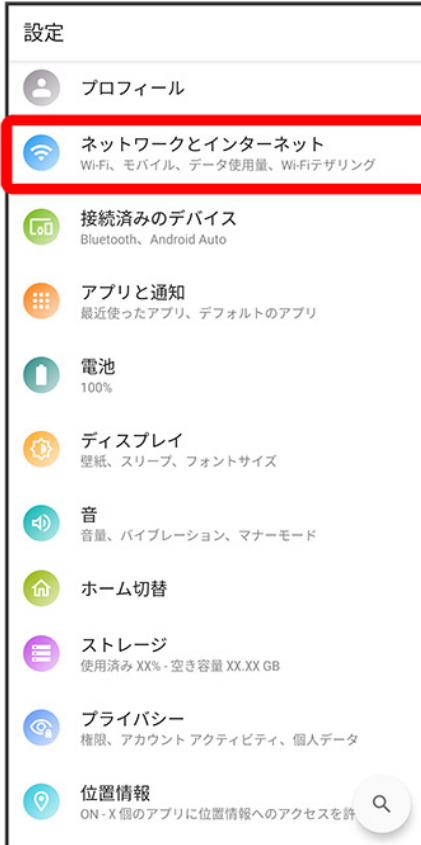 設定
プロフィール
ネットワークとインターネット
Wi-Fi、モバイル、データ使用量、Wi-Fiテザリング
接続済みのデバイス
Bluetooth、Android Auto
アプリと通知
最近使ったアプリ、デフォルトのアプリ
電池
100%
ディスプレイ
壁紙、スリープ、フォントサイズ
音
音量、バイブレーション、マナーモード
ホーム切替
ストレージ
使用済み XX% - 空き容量 XX.XX GB
プライバシー
権限、アカウント アクティビティ、個人データ
位置情報
ON - X 個のアプリに位置情報へのアクセスを許